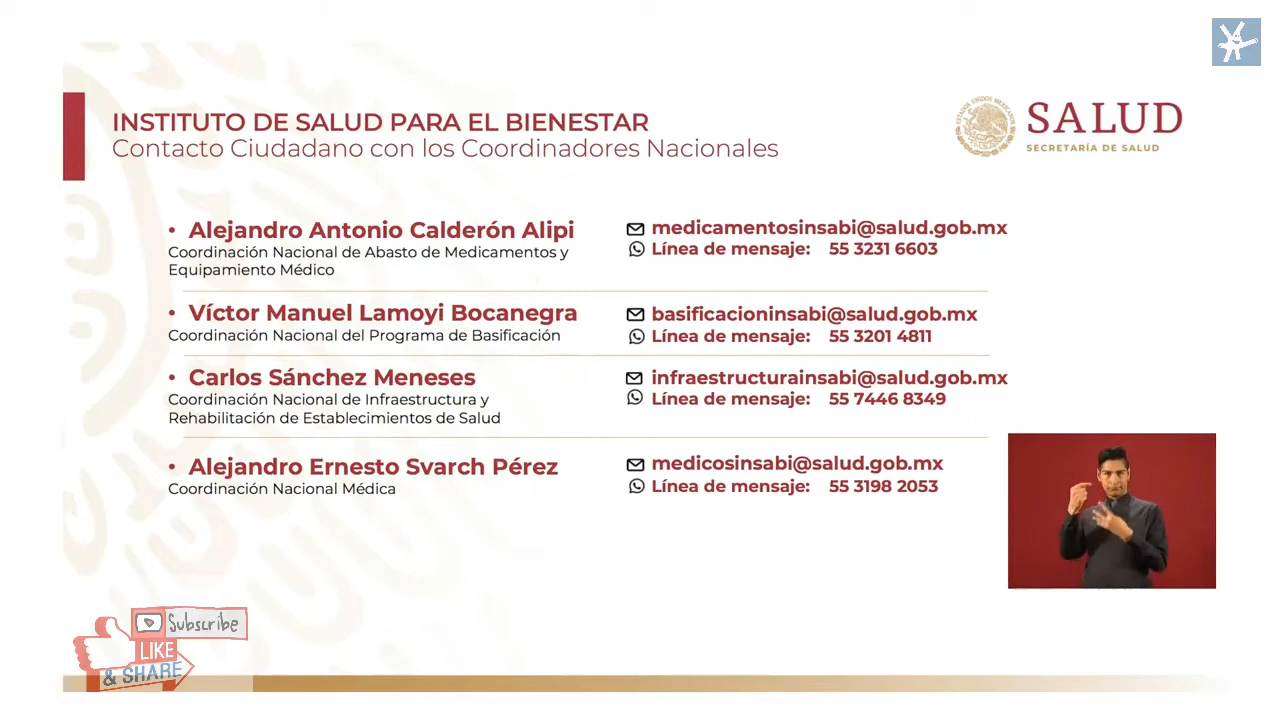 INSTITUTO DE SALUD PARA EL BIENESTAR
Contacto Ciudadano con los Coordinadores Nacionales
SALUD
SECRETARÍA DE SALUD
ESTADOS UNIDOS MEXICANOS
• Alejandro Antonio Calderón Alipi
Coordinación Nacional de Abasto de Medicamentos y
Equipamiento Médico
medicamentosinsabi@salud.gob.mx
Línea de mensaje: 55 3231 6603
• Víctor Manuel Lamoyi Bocanegra
Coordinación Nacional del Programa de Basificación
basificacioninsabi@salud.gob.mx
Línea de mensaje: 55 3201 4811
• Carlos Sánchez Meneses
Coordinación Nacional de Infraestructura y
Rehabilitación de Establecimientos de Salud
infraestructurainsabi@salud.gob.mx
Línea de mensaje: 55 7446 8349
• Alejandro Ernesto Svarch Pérez
Coordinación Nacional Médica
medicosinsabi@salud.gob.mx
Línea de mensaje: 55 3198 2053
Subscribe
LIKE
& SHARE